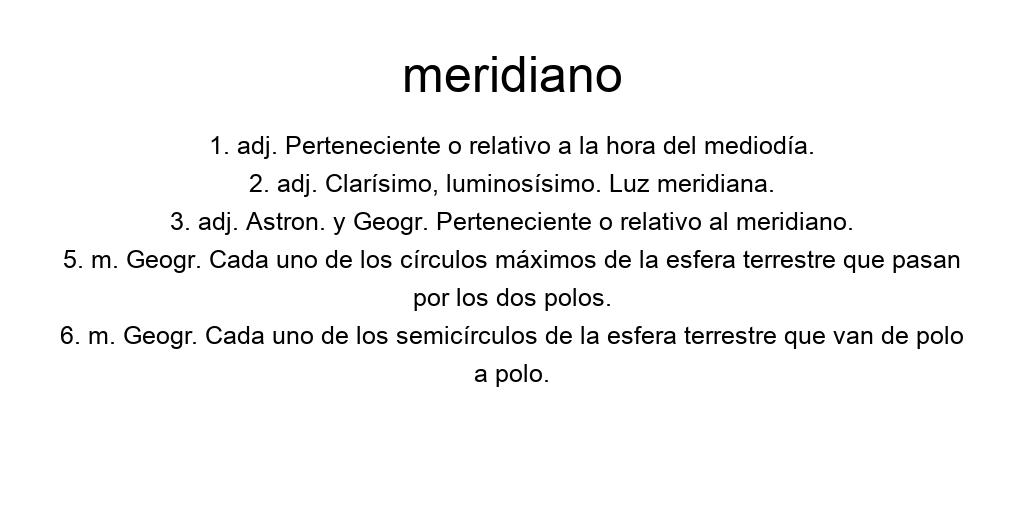 meridiano
1. adj. Perteneciente o relativo a la hora del mediodía.
2. adj. Clarísimo, luminosísimo. Luz meridiana.
3. adj. Astron. y Geogr. Perteneciente o relativo al meridiano.
5. m. Geogr. Cada uno de los círculos máximos de la esfera terrestre que pasan
por los dos polos.
6. m. Geogr. Cada uno de los semicírculos de la esfera terrestre que van de polo
a polo.